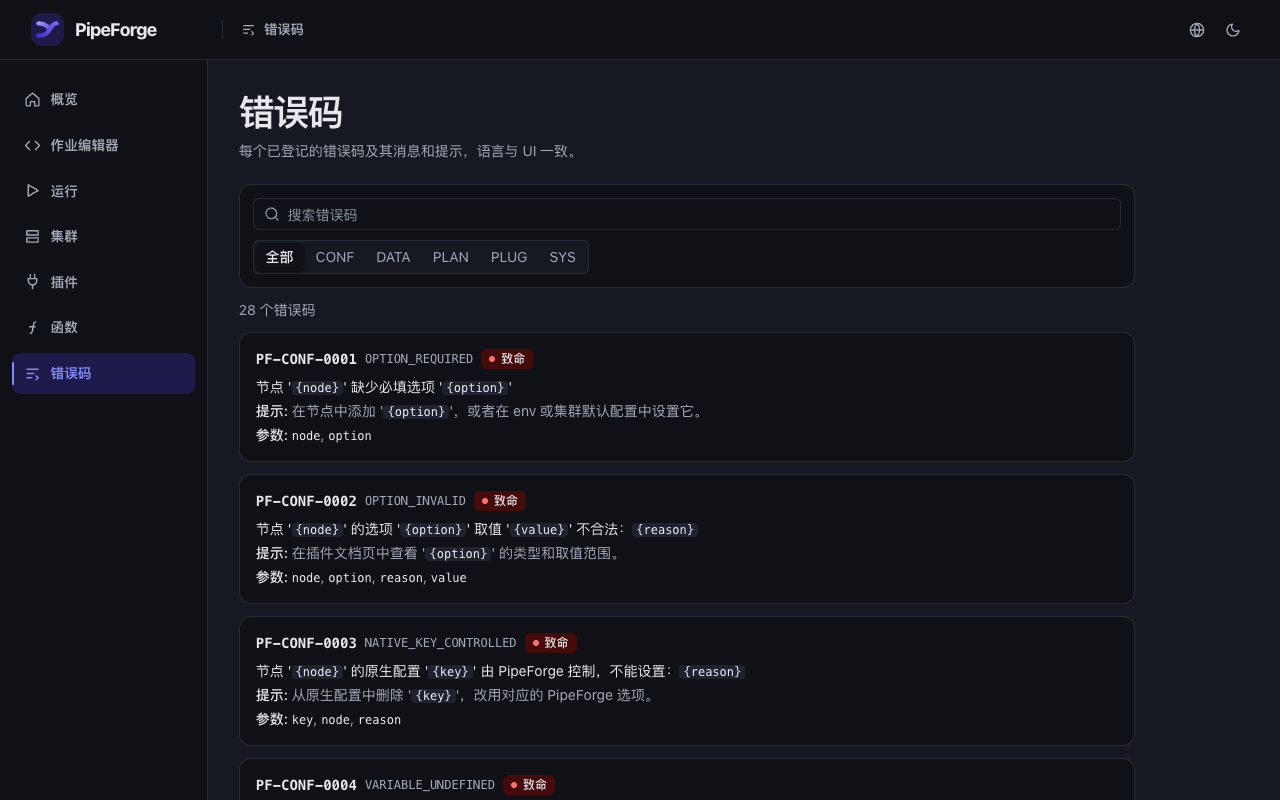 PipeForge
错误码
概览
作业编辑器
运行
集群
插件
函数
错误码
错误码
每个已登记的错误码及其消息和提示，语言与 UI 一致。
搜索错误码
全部 CONF DATA PLAN PLUG SYS
28 个错误码
PF-CONF-0001 OPTION_REQUIRED 致命
节点 '{node}' 缺少必填选项 '{option}'
提示: 在节点中添加 '{option}'，或者在 env 或集群默认配置中设置它。
参数: node, option
PF-CONF-0002 OPTION_INVALID 致命
节点 '{node}' 的选项 '{option}' 取值 '{value}' 不合法：{reason}
提示: 在插件文档页中查看 '{option}' 的类型和取值范围。
参数: node, option, reason, value
PF-CONF-0003 NATIVE_KEY_CONTROLLED 致命
节点 '{node}' 的原生配置 '{key}' 由 PipeForge 控制，不能设置：{reason}
提示: 从原生配置中删除 '{key}'，改用对应的 PipeForge 选项。
参数: key, node, reason
PF-CONF-0004 VARIABLE_UNDEFINED 致命